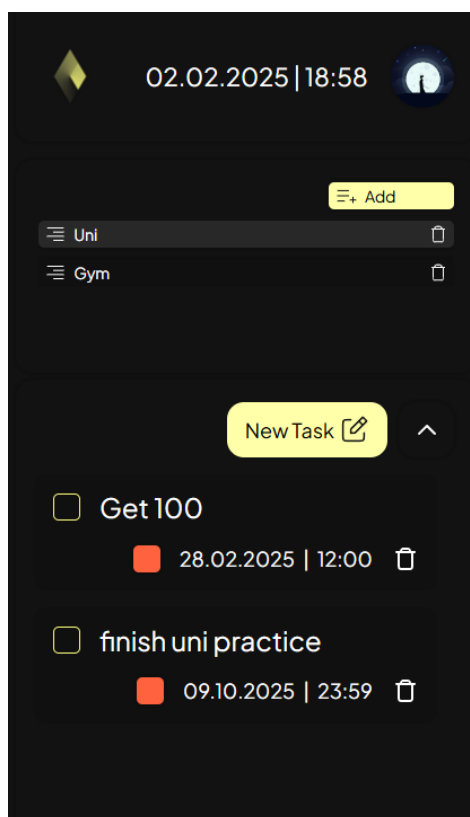 02.02.2025 | 18:58
Add
Uni
Gym
New Task
Get 100
28.02.2025 | 12:00
finish uni practice
09.10.2025 | 23:59